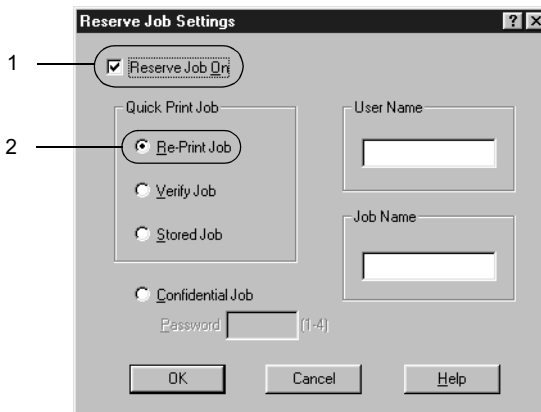 Reserve Job Settings
1
Reserve Job On
Quick Print Job
User Name
2
Re-Print Job
Verify Job
Job Name
Stored Job
Confidential Job
Password (1-4)
OK Cancel Help